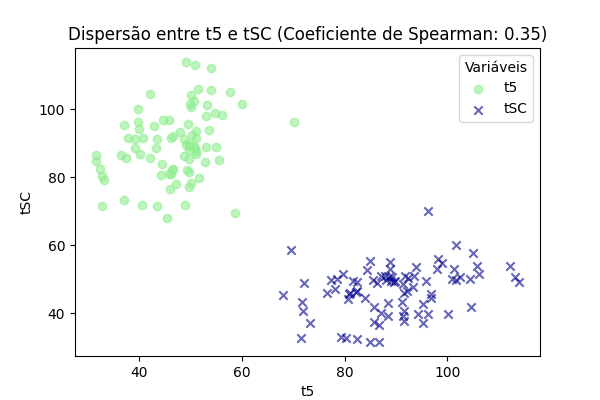 Dispersão entre t5 e tSC (Coeficiente de Spearman: 0.35)
Variáveis
t5
tSC
100
80
60
40
tSC
40
60
80
100
t5